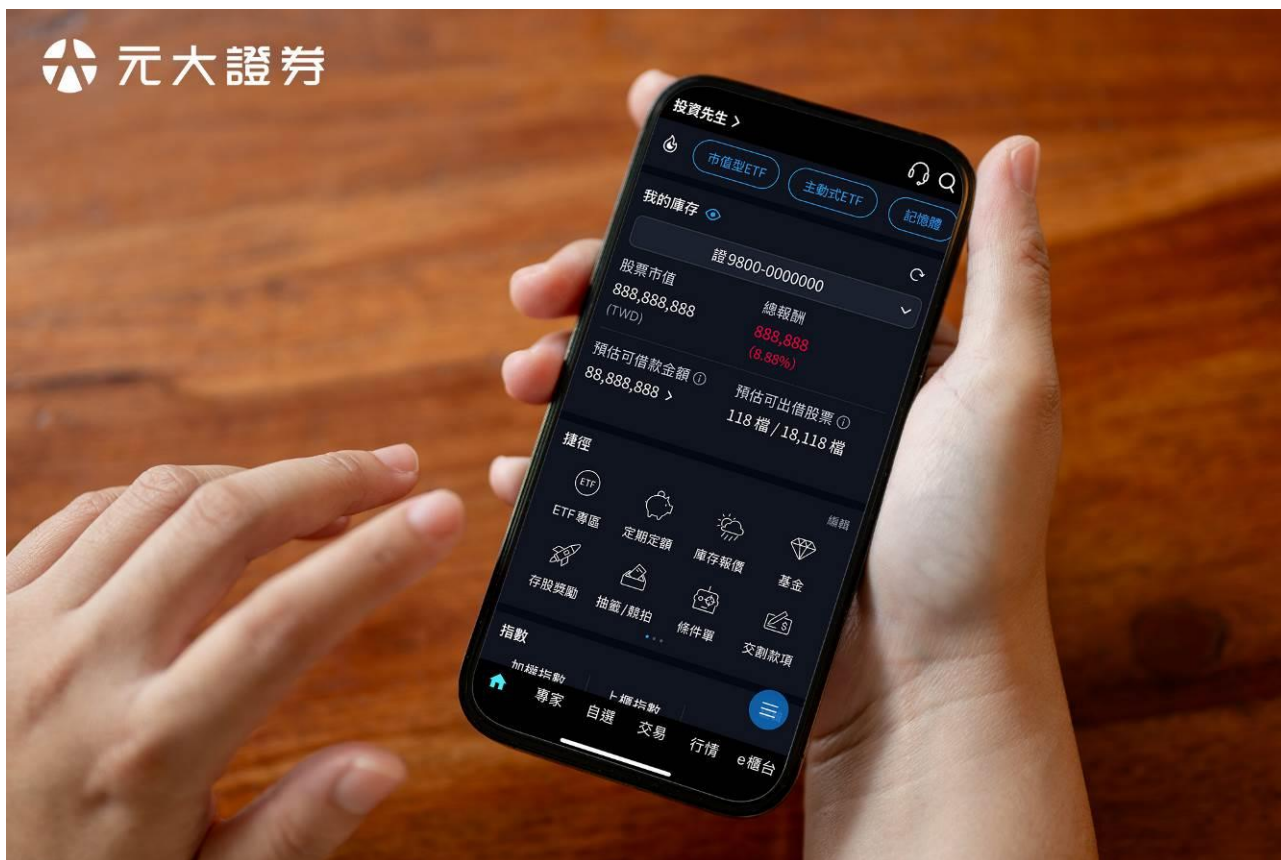 元大證券
投資先生
市值型ETF
主動式ETF
記憶體
我的庫存
證9800-0000000
股票市值
888,888,888
(TWD)
總報酬
888,888
(8.88%)
預估可借款金額
88,888,888
預估可出借股票
118 檔 / 18,118 檔
捷徑
編輯
ETF
ETF專區
定期定額
庫存報價
基金
存股獎勵
抽籤/競拍
條件單
交割款項
指數
加權指數
上櫃指數
專家
自選
交易
行情
e櫃台